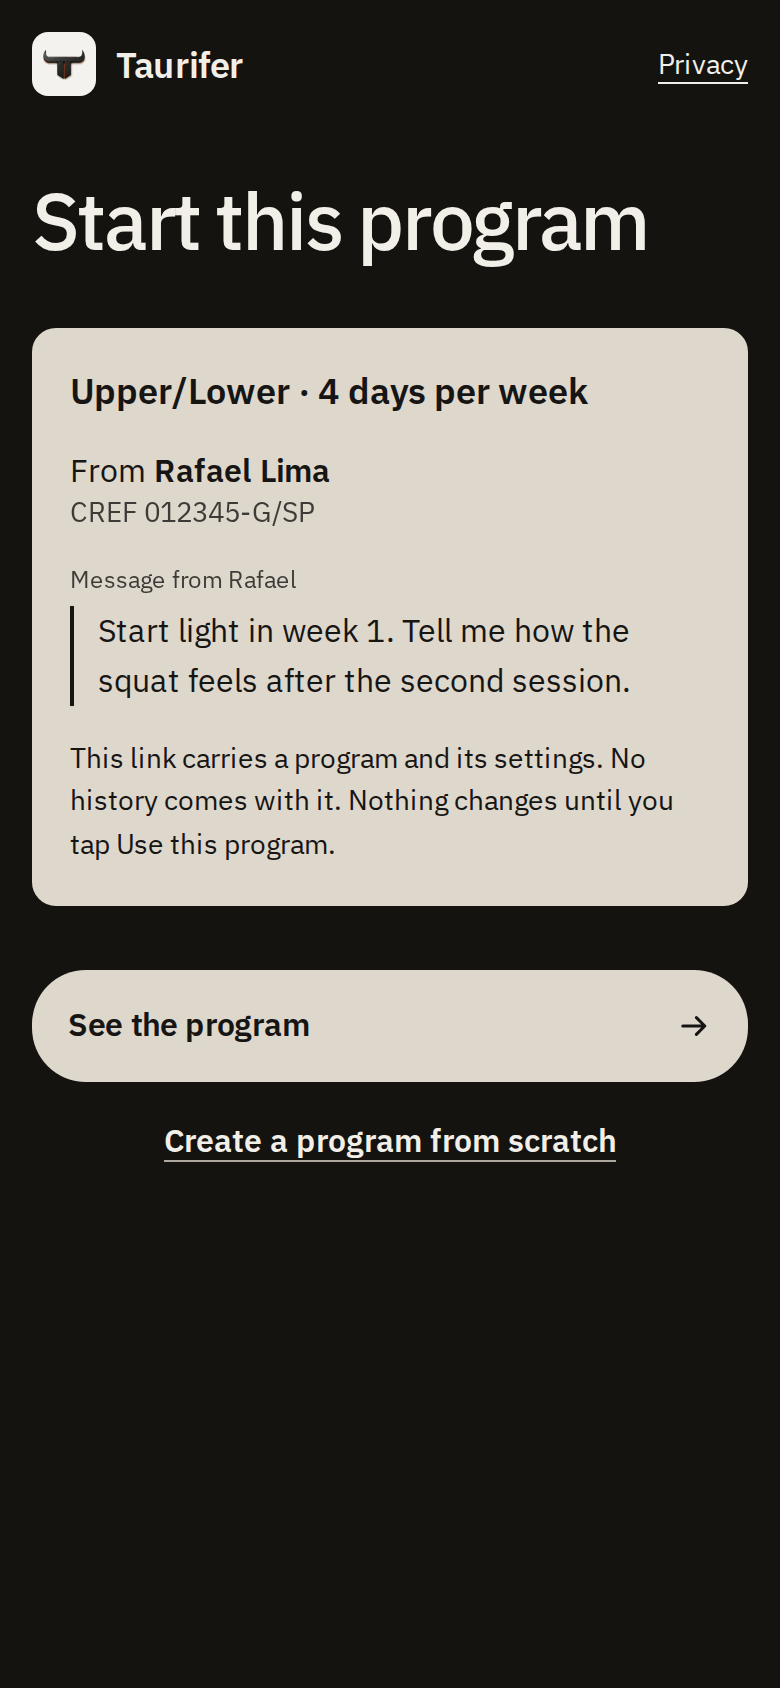 Taurifer
Privacy
Start this program
Upper/Lower · 4 days per week
From Rafael Lima
CREF 012345-G/SP
Message from Rafael
Start light in week 1. Tell me how the
squat feels after the second session.
This link carries a program and its settings. No
history comes with it. Nothing changes until you
tap Use this program.
See the program
Create a program from scratch